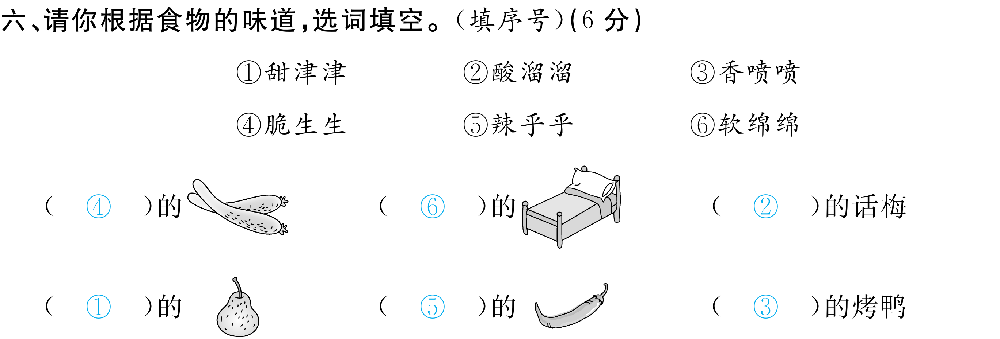 六、请你根据食物的味道,选词填空。（填序号）(6 分)
①甜津津 ②酸溜溜 ③香喷喷
④脆生生 ⑤辣乎乎 ⑥软绵绵
（ ④ ）的 （ ⑥ ）的 （ ② ）的话梅
（ ① ）的 （ ⑤ ）的 （ ③ ）的烤鸭